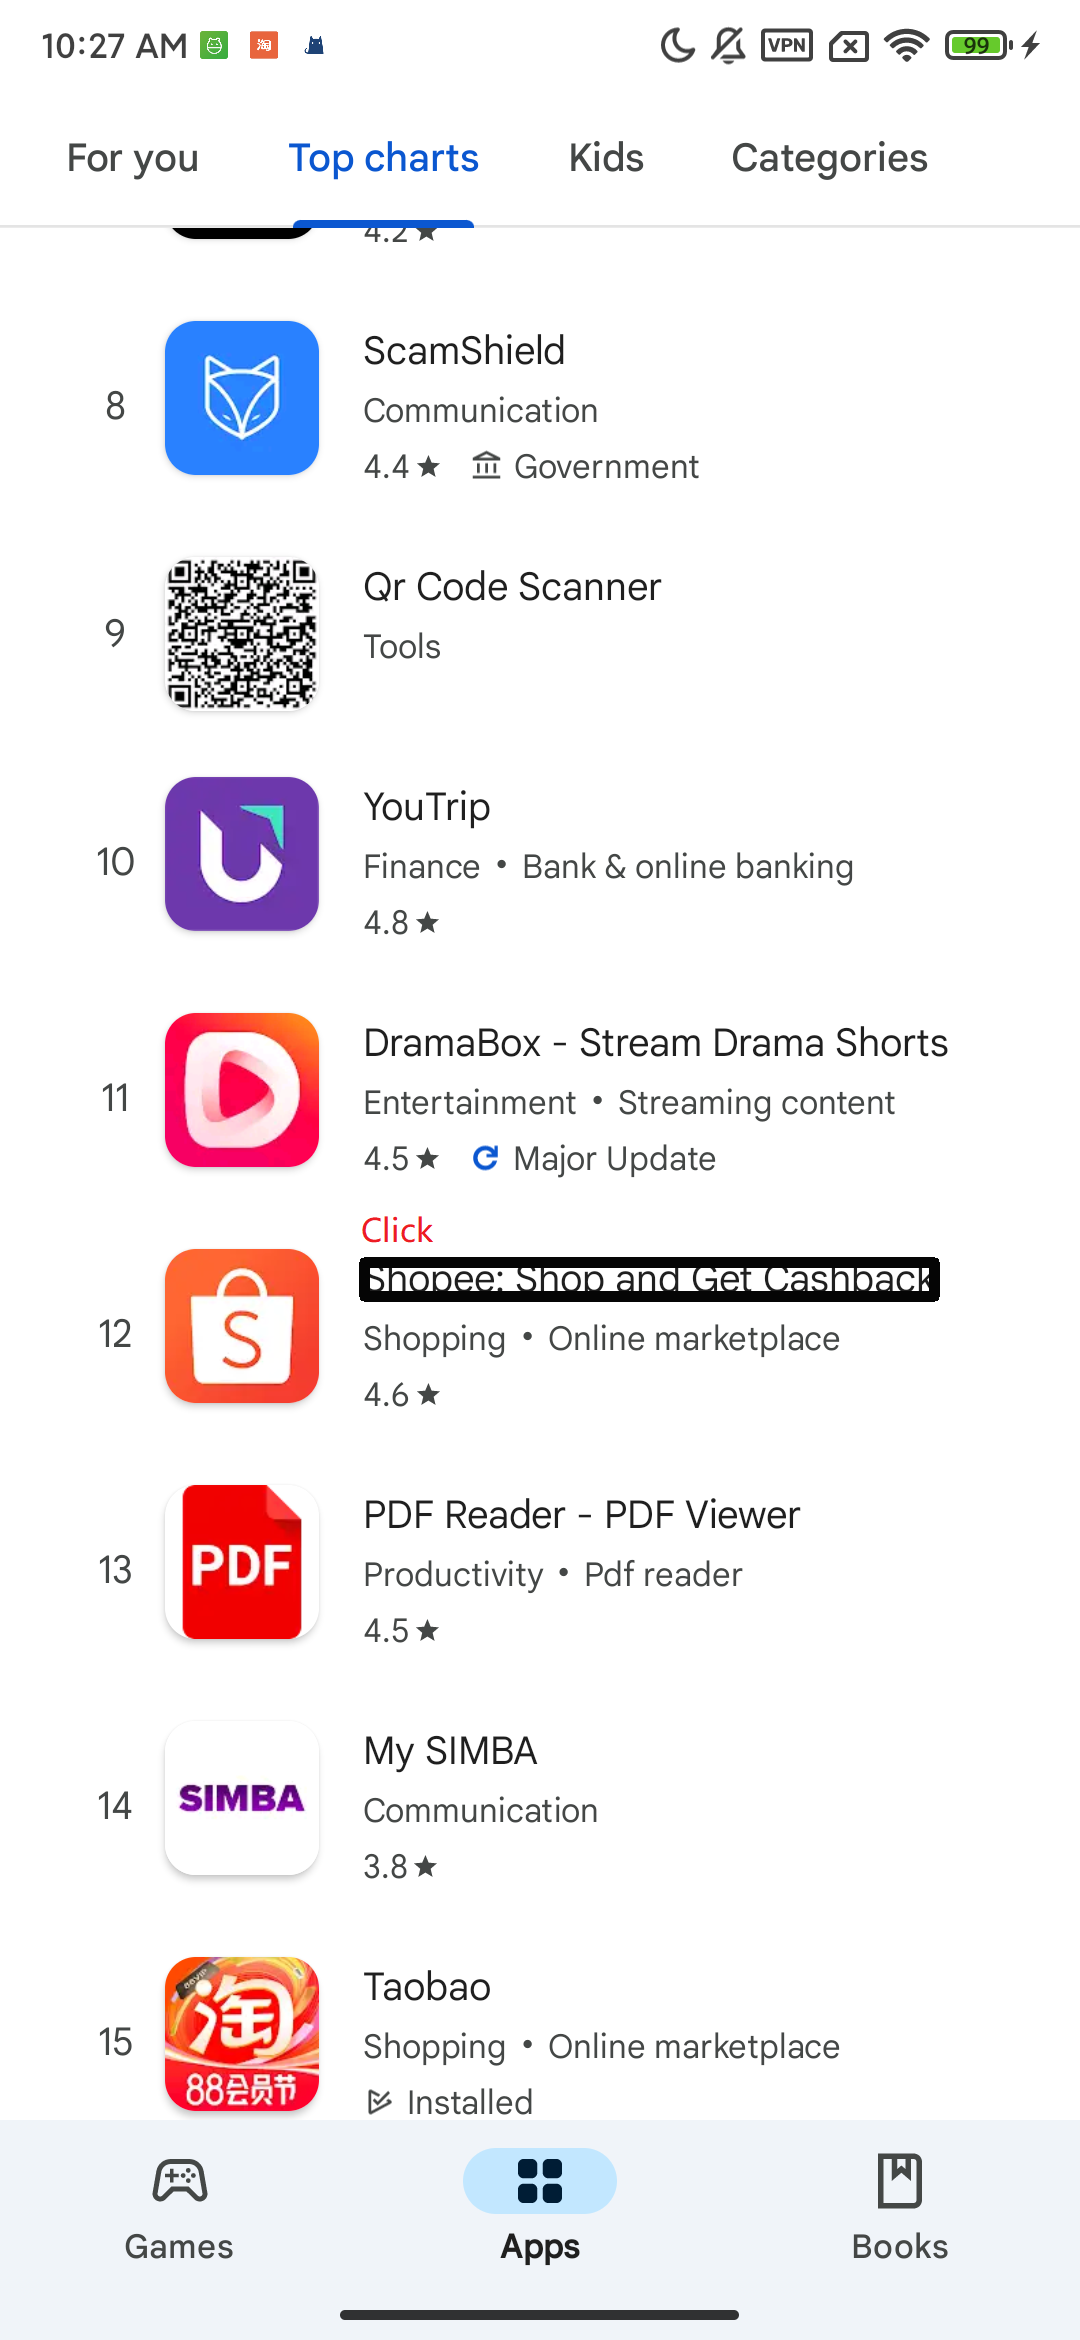 10:27 AM
VPN
99
For you
Top charts
Kids
Categories
4.2
8
ScamShield
Communication
4.4
Government
9
Qr Code Scanner
Tools
10
YouTrip
Finance • Bank & online banking
4.8
11
DramaBox - Stream Drama Shorts
Entertainment • Streaming content
4.5
Major Update
Click
12
Shopee: Shop and Get Cashback
Shopping • Online marketplace
4.6
13
PDF
PDF Reader - PDF Viewer
Productivity • Pdf reader
4.5
14
SIMBA
My SIMBA
Communication
3.8
15
88VIP
淘
88会员节
Taobao
Shopping • Online marketplace
Installed
Games
Apps
Books